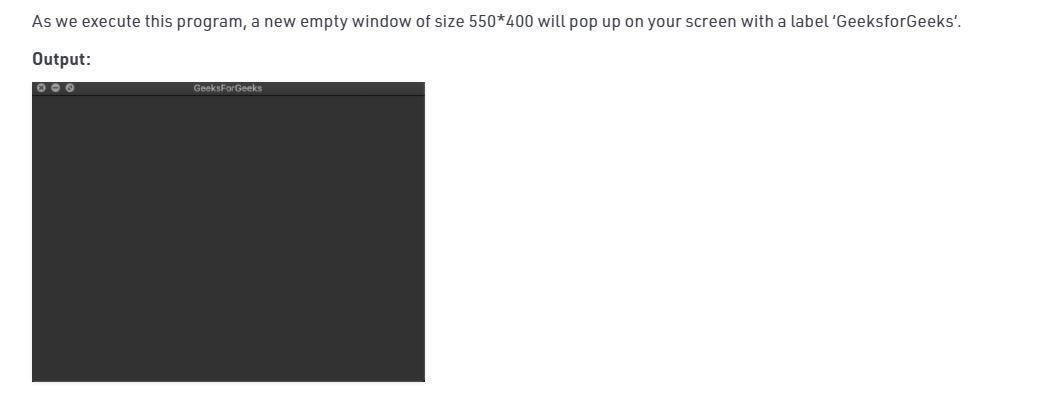 As we execute this program, a new empty window of size 550*400 will pop up on your screen with a label ‘GeeksforGeeks’.
Output:
GeeksForGeeks